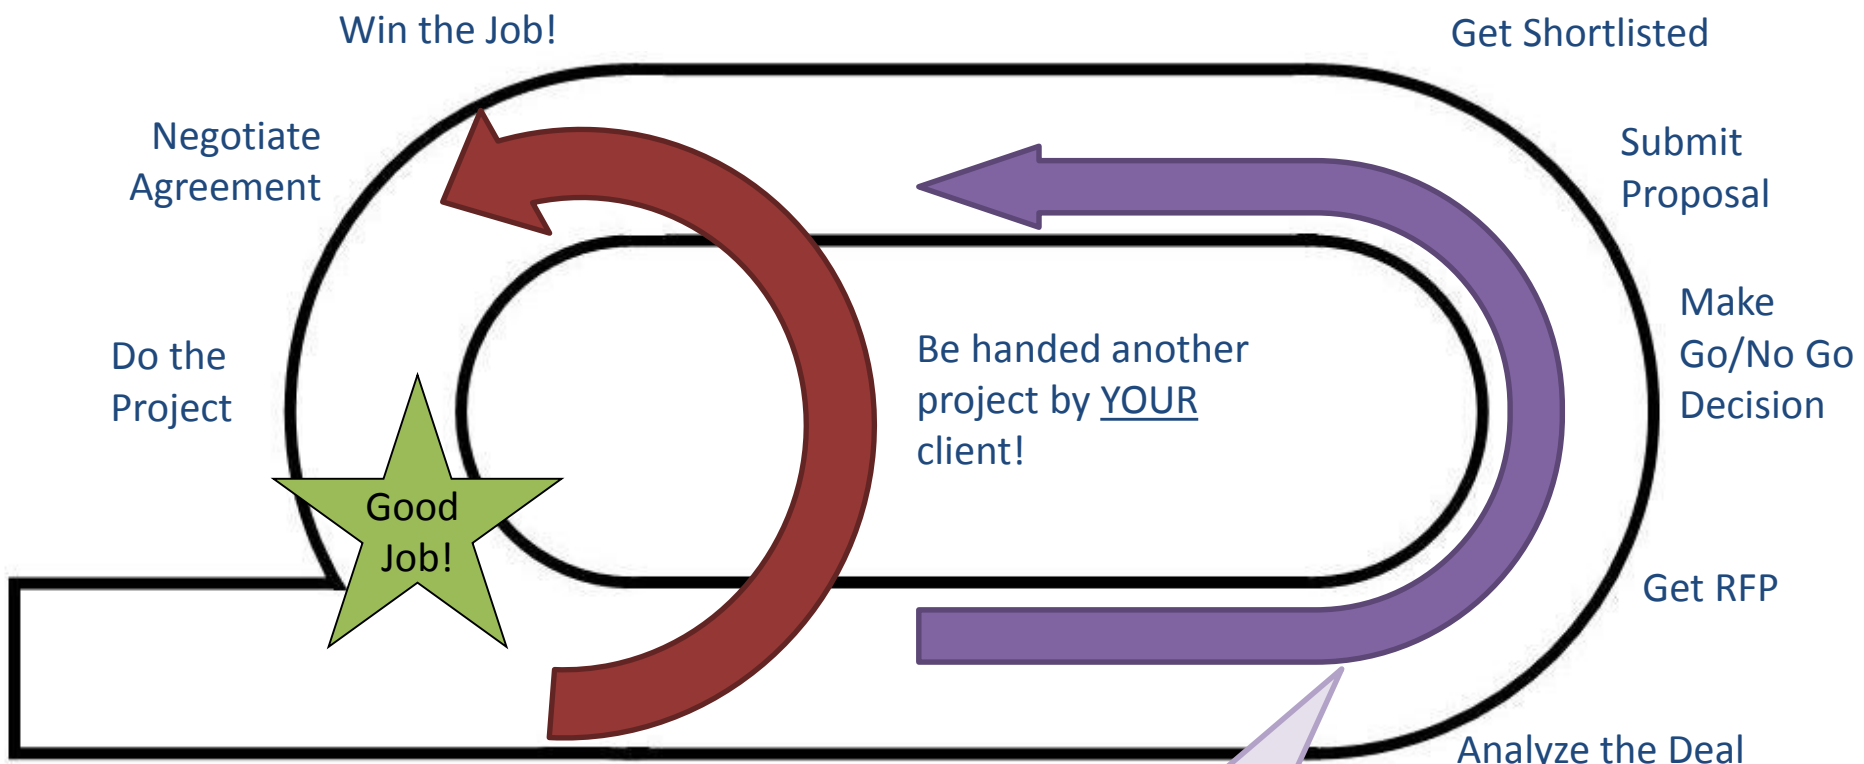 Win the Job!
Get Shortlisted
Negotiate
Agreement
Submit
Proposal
Make
Go/No Go
Decision
Do the
Project
Be handed another
project by YOUR
client!
Good
Job!
Get RFP
Analyze the Deal